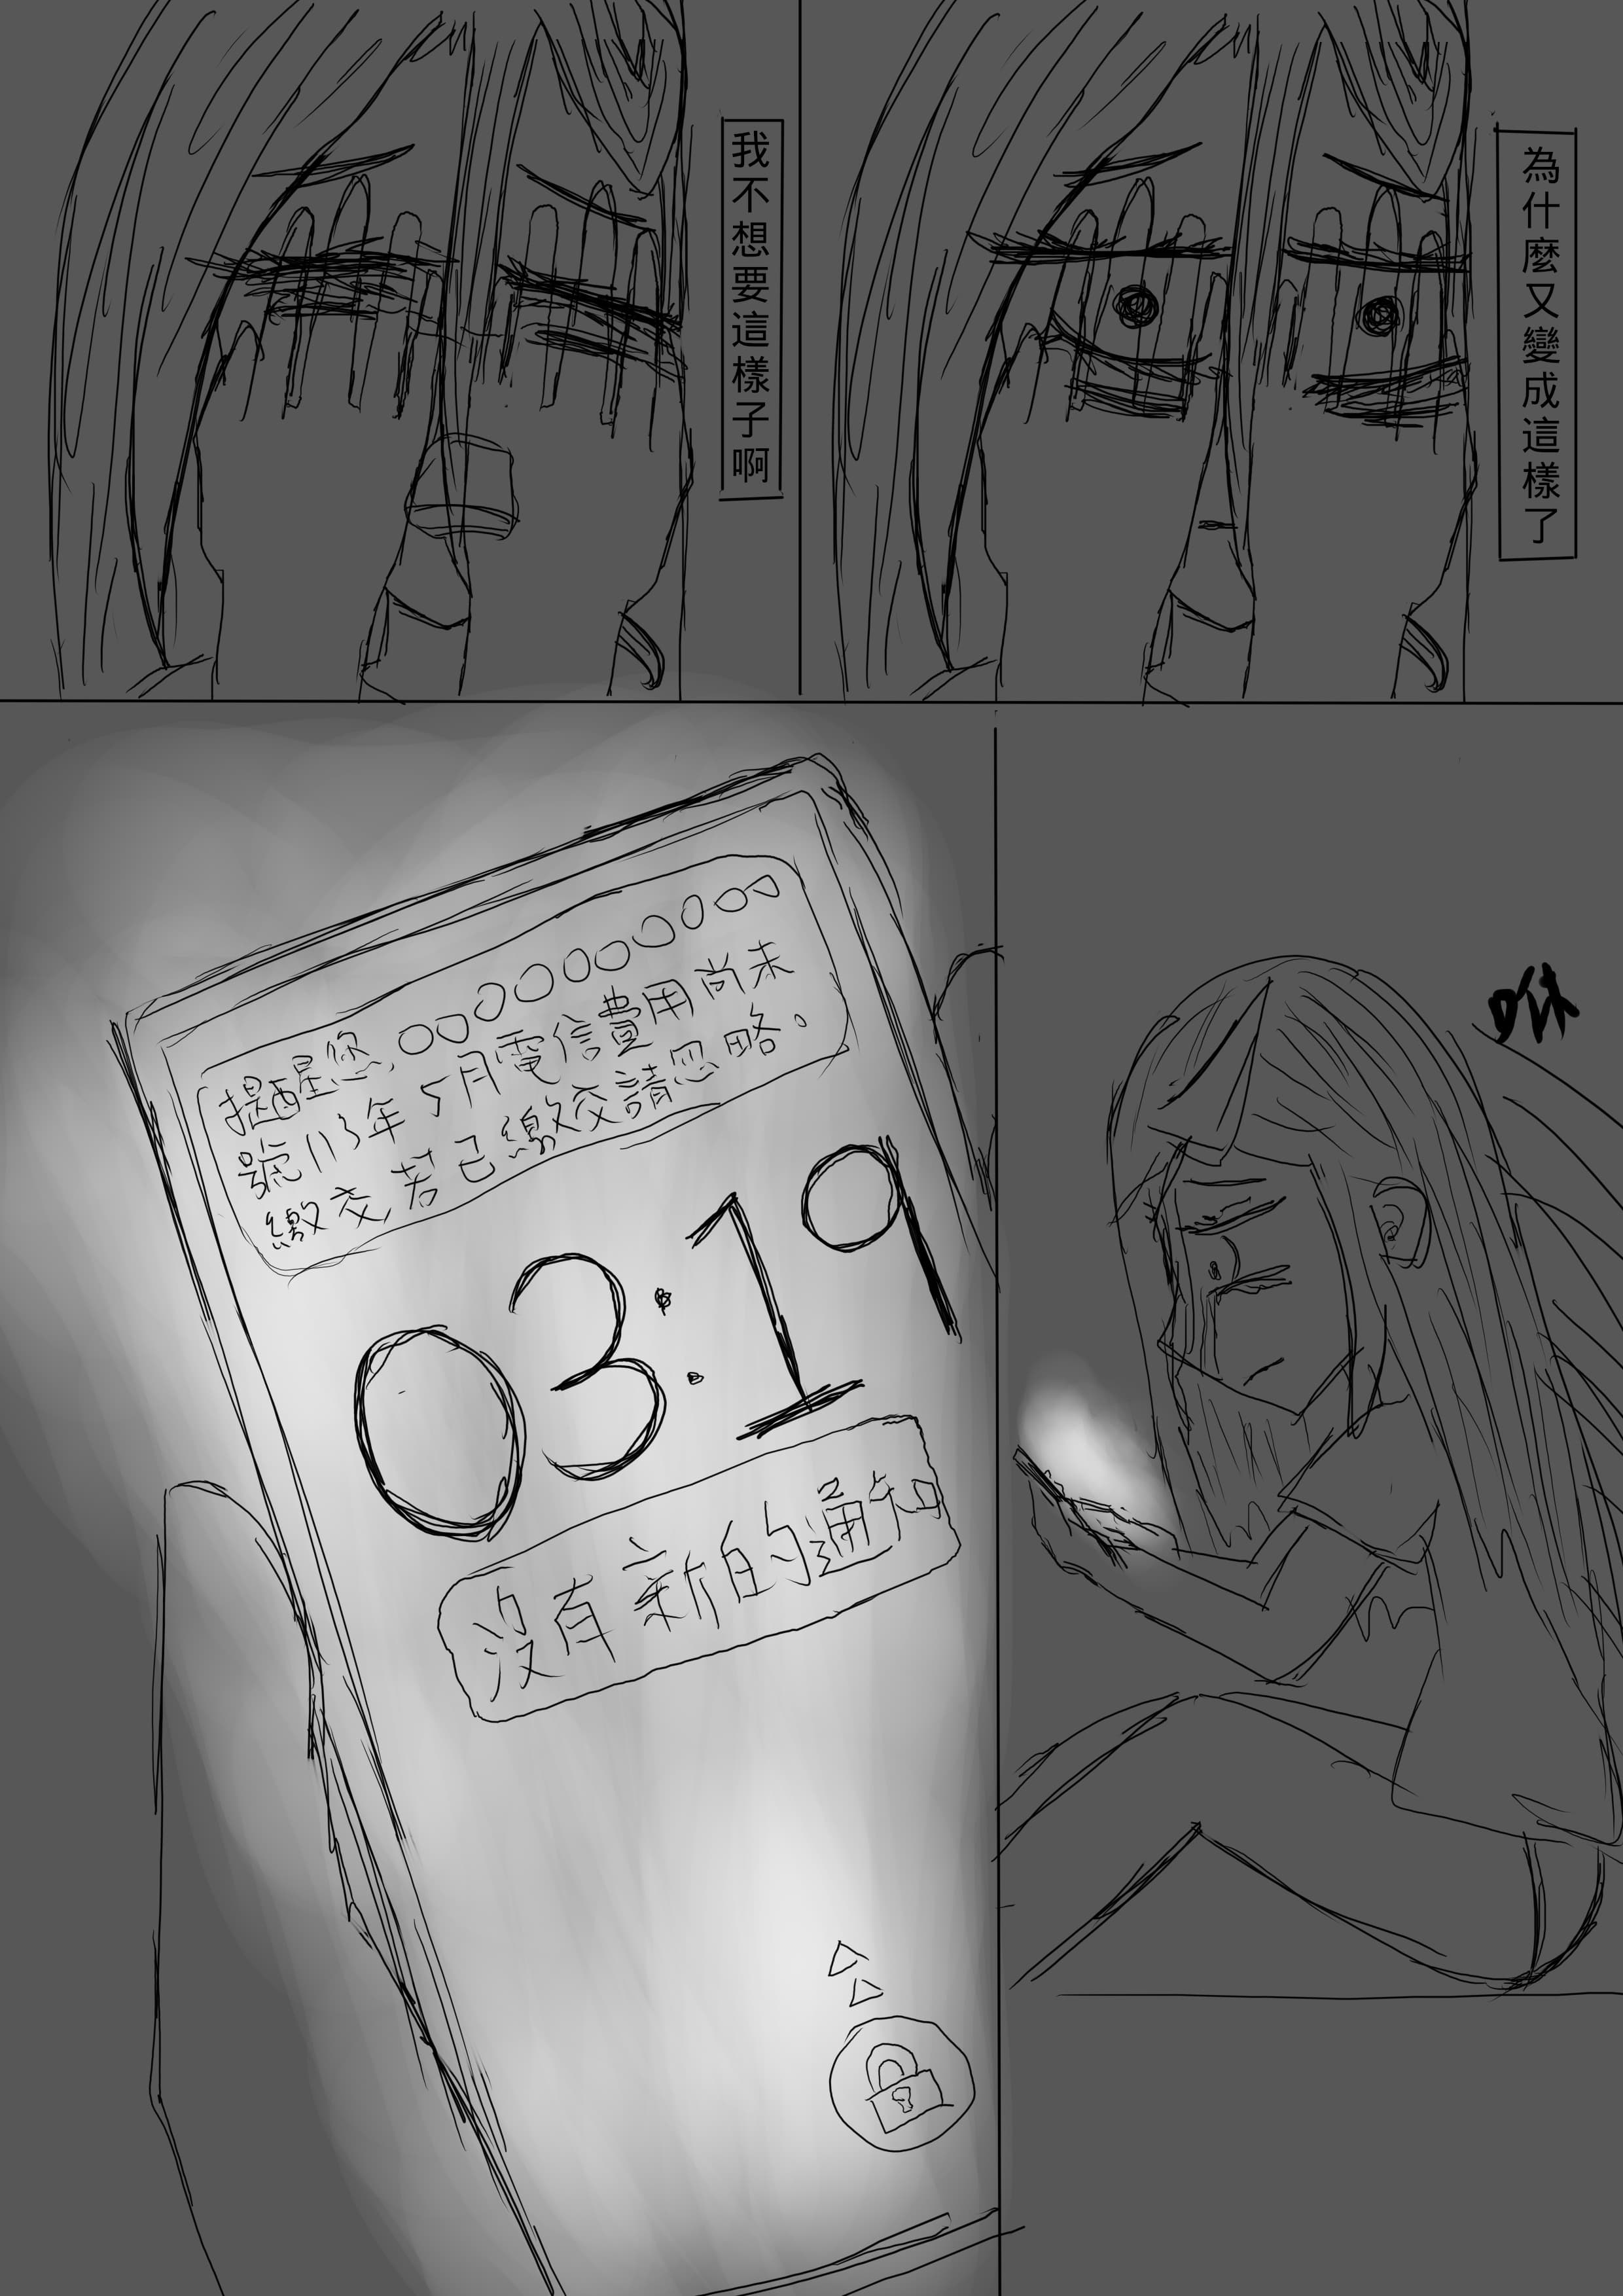 為什麼又變成這樣了
我不想要這樣子啊
咻
提醒您,○○○○○○○○○○
號113年5月電信費用尚未
繳交,若已繳交請忽略。
03:19
沒有新的通知